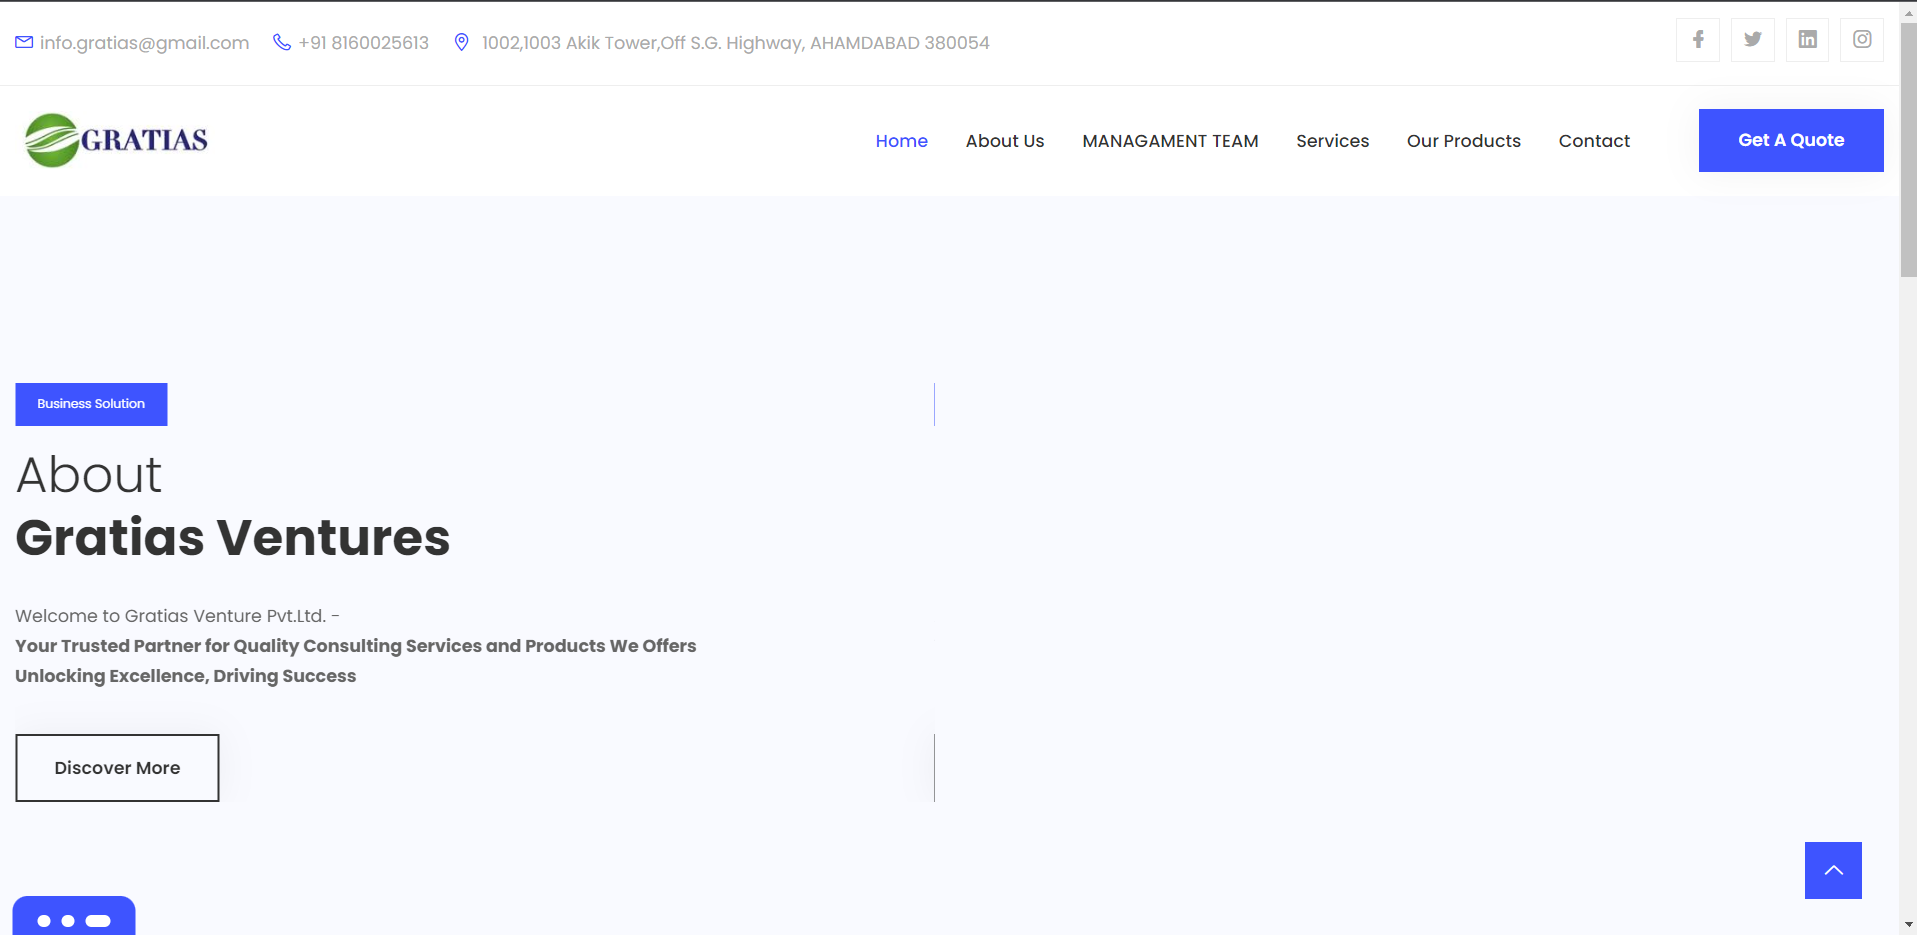 info.gratias@gmail.com +91 8160025613 1002,1003 Akik Tower,Off S.G. Highway, AHAMDABAD 380054
GRATIAS
Home About Us MANAGAMENT TEAM Services Our Products Contact Get A Quote
Business Solution
About
Gratias Ventures
Welcome to Gratias Venture Pvt.Ltd. -
Your Trusted Partner for Quality Consulting Services and Products We Offers
Unlocking Excellence, Driving Success
Discover More